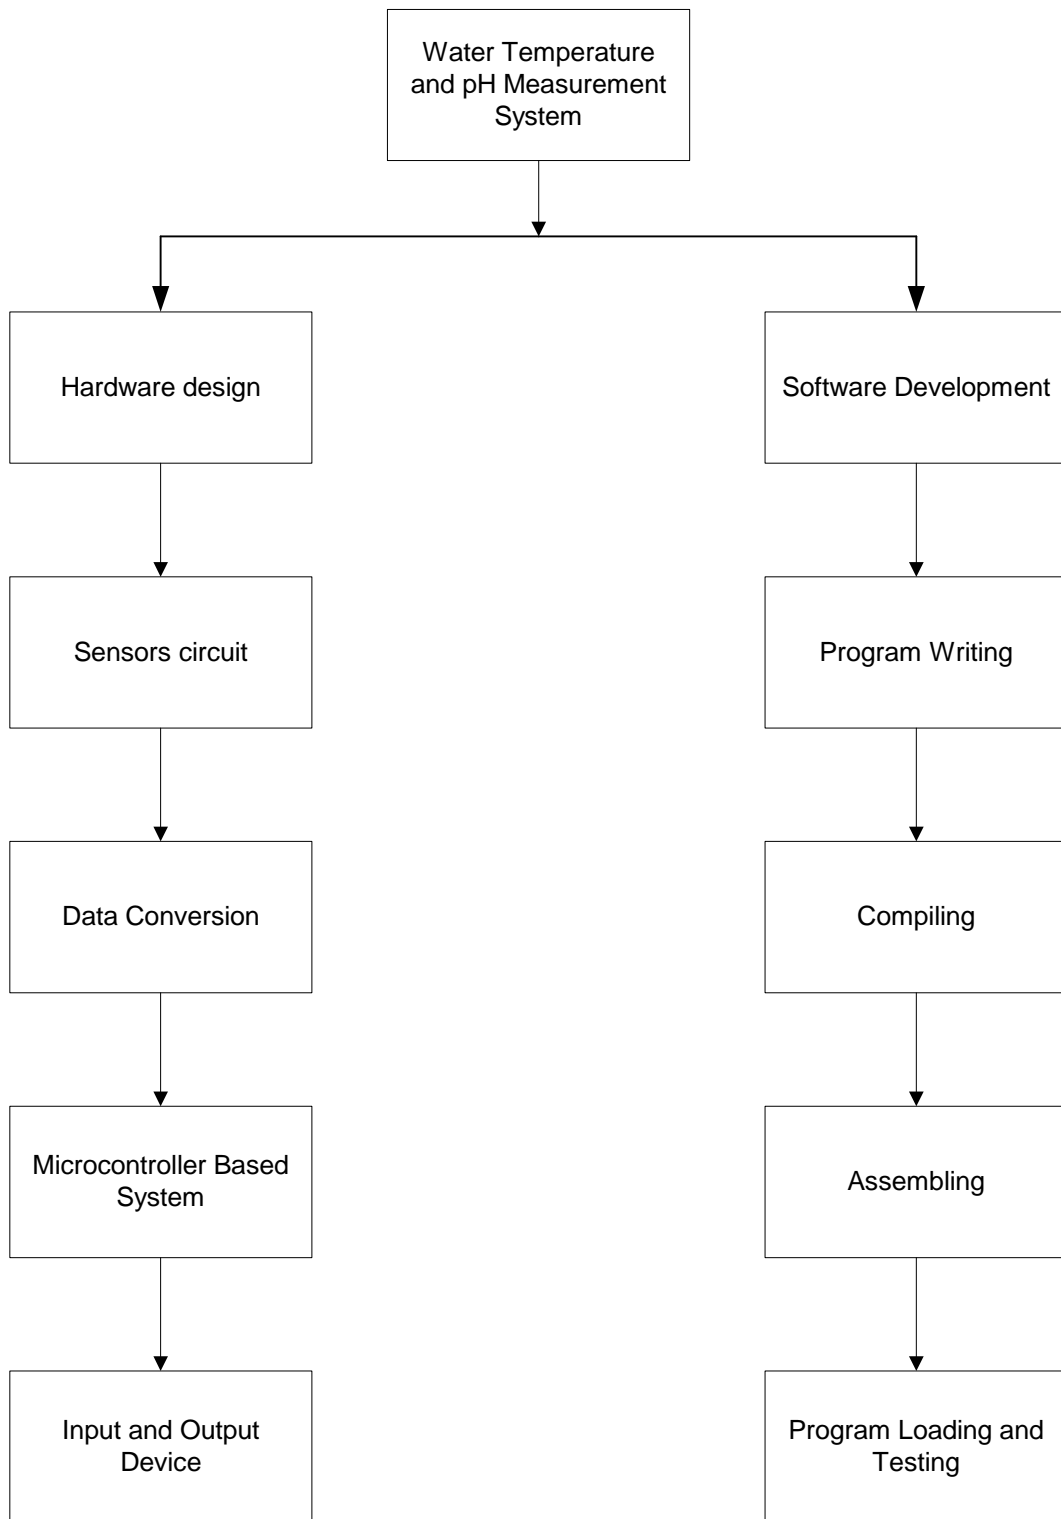 Water Temperature
and pH Measurement
System
Hardware design
Software Development
Sensors circuit
Program Writing
Data Conversion
Compiling
Microcontroller Based
System
Assembling
Input and Output
Device
Program Loading and
Testing